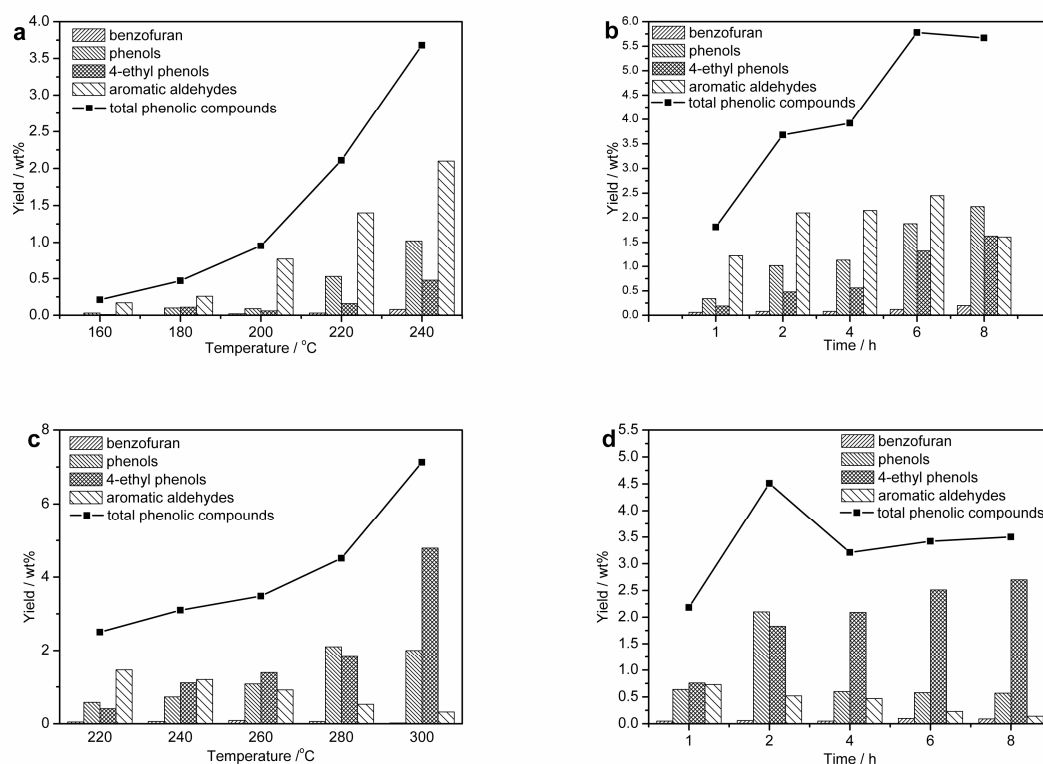 a
benzofuran
phenols
4-ethyl phenols
aromatic aldehydes
total phenolic compounds
4.0
3.5
3.0
2.5
2.0
1.5
1.0
0.5
0.0
Yield / wt%
160 180 200 220 240
Temperature / °C
b
benzofuran
phenols
4-ethyl phenols
aromatic aldehydes
total phenolic compounds
6.0
5.5
5.0
4.5
4.0
3.5
3.0
2.5
2.0
1.5
1.0
0.5
0.0
Yield / wt%
1 2 4 6 8
Time / h
c
benzofuran
phenols
4-ethyl phenols
aromatic aldehydes
total phenolic compounds
8
6
4
2
0
Yield / wt%
220 240 260 280 300
Temperature /°C
d
benzofuran
phenols
4-ethyl phenols
aromatic aldehydes
total phenolic compounds
5.5
5.0
4.5
4.0
3.5
3.0
2.5
2.0
1.5
1.0
0.5
0.0
Yield / wt%
1 2 4 6 8
Time / h